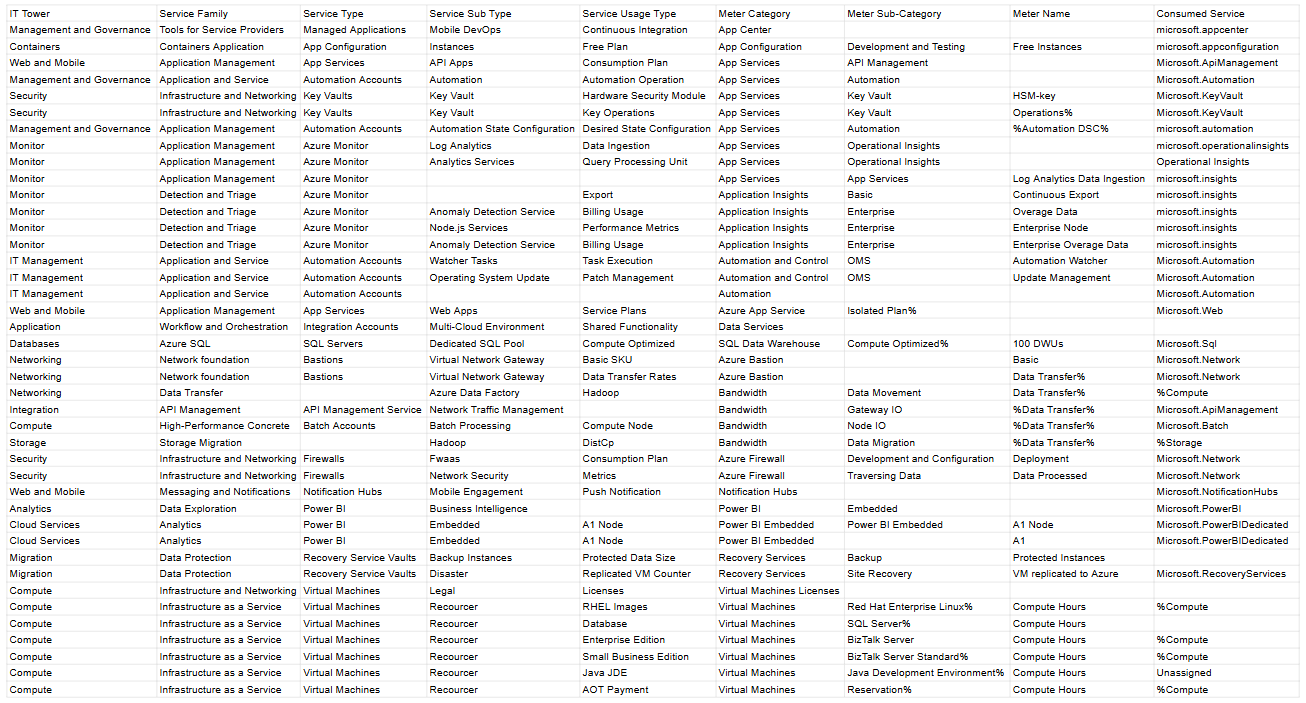 IT Tower Service Family Service Type Service Sub Type Service Usage Type Meter Category Meter Sub-Category Meter Name Consumed Service
Management and Governance Tools for Service Providers Managed Applications Mobile DevOps Continuous Integration App Center microsoft.appcenter
Containers Containers Application App Configuration Instances Free Plan App Configuration Development and Testing Free Instances microsoft.appconfiguration
Web and Mobile Application Management App Services API Apps Consumption Plan App Services API Management Microsoft.ApiManagement
Management and Governance Application and Service Automation Accounts Automation Automation Operation App Services Automation Microsoft.Automation
Security Infrastructure and Networking Key Vaults Key Vault Hardware Security Module App Services Key Vault HSM-key Microsoft.KeyVault
Security Infrastructure and Networking Key Vaults Key Vault Key Operations App Services Key Vault Operations% Microsoft.KeyVault
Management and Governance Application Management Automation Accounts Automation State Configuration Desired State Configuration App Services Automation %Automation DSC% microsoft.automation
Monitor Application Management Azure Monitor Log Analytics Data Ingestion App Services Operational Insights microsoft.operationalinsights
Monitor Application Management Azure Monitor Analytics Services Query Processing Unit App Services Operational Insights Operational Insights
Monitor Application Management Azure Monitor App Services App Services Log Analytics Data Ingestion microsoft.insights
Monitor Detection and Triage Azure Monitor Export Application Insights Basic Continuous Export microsoft.insights
Monitor Detection and Triage Azure Monitor Anomaly Detection Service Billing Usage Application Insights Enterprise Overage Data microsoft.insights
Monitor Detection and Triage Azure Monitor Node.js Services Performance Metrics Application Insights Enterprise Enterprise Node microsoft.insights
Monitor Detection and Triage Azure Monitor Anomaly Detection Service Billing Usage Application Insights Enterprise Enterprise Overage Data microsoft.insights
IT Management Application and Service Automation Accounts Watcher Tasks Task Execution Automation and Control OMS Automation Watcher Microsoft.Automation
IT Management Application and Service Automation Accounts Operating System Update Patch Management Automation and Control OMS Update Management Microsoft.Automation
IT Management Application and Service Automation Accounts Automation Microsoft.Automation
Web and Mobile Application Management App Services Web Apps Service Plans Azure App Service Isolated Plan% Microsoft.Web
Application Workflow and Orchestration Integration Accounts Multi-Cloud Environment Shared Functionality Data Services
Databases Azure SQL SQL Servers Dedicated SQL Pool Compute Optimized SQL Data Warehouse Compute Optimized% 100 DWUs Microsoft.Sql
Networking Network foundation Bastions Virtual Network Gateway Basic SKU Azure Bastion Basic Microsoft.Network
Networking Network foundation Bastions Virtual Network Gateway Data Transfer Rates Azure Bastion Data Transfer% Microsoft.Network
Networking Data Transfer Azure Data Factory Hadoop Bandwidth Data Movement Data Transfer% %Compute
Integration API Management API Management Service Network Traffic Management Bandwidth Gateway IO %Data Transfer% Microsoft.ApiManagement
Compute High-Performance Concrete Batch Accounts Batch Processing Compute Node Bandwidth Node IO %Data Transfer% Microsoft.Batch
Storage Storage Migration Hadoop DistCp Bandwidth Data Migration %Data Transfer% %Storage
Security Infrastructure and Networking Firewalls Fwaas Consumption Plan Azure Firewall Development and Configuration Deployment Microsoft.Network
Security Infrastructure and Networking Firewalls Network Security Metrics Azure Firewall Traversing Data Data Processed Microsoft.Network
Web and Mobile Messaging and Notifications Notification Hubs Mobile Engagement Push Notification Notification Hubs Microsoft.NotificationHubs
Analytics Data Exploration Power BI Business Intelligence Power BI Embedded Microsoft.PowerBI
Cloud Services Analytics Power BI Embedded A1 Node Power BI Embedded Power BI Embedded A1 Node Microsoft.PowerBIDedicated
Cloud Services Analytics Power BI Embedded A1 Node Power BI Embedded A1 Microsoft.PowerBIDedicated
Migration Data Protection Recovery Service Vaults Backup Instances Protected Data Size Recovery Services Backup Protected Instances
Migration Data Protection Recovery Service Vaults Disaster Replicated VM Counter Recovery Services Site Recovery VM replicated to Azure Microsoft.RecoveryServices
Compute Infrastructure and Networking Virtual Machines Legal Licenses Virtual Machines Licenses
Compute Infrastructure as a Service Virtual Machines Recourcer RHEL Images Virtual Machines Red Hat Enterprise Linux% Compute Hours %Compute
Compute Infrastructure as a Service Virtual Machines Recourcer Database Virtual Machines SQL Server% Compute Hours
Compute Infrastructure as a Service Virtual Machines Recourcer Enterprise Edition Virtual Machines BizTalk Server Compute Hours %Compute
Compute Infrastructure as a Service Virtual Machines Recourcer Small Business Edition Virtual Machines BizTalk Server Standard% Compute Hours %Compute
Compute Infrastructure as a Service Virtual Machines Recourcer Java JDE Virtual Machines Java Development Environment% Compute Hours Unassigned
Compute Infrastructure as a Service Virtual Machines Recourcer AOT Payment Virtual Machines Reservation% Compute Hours %Compute